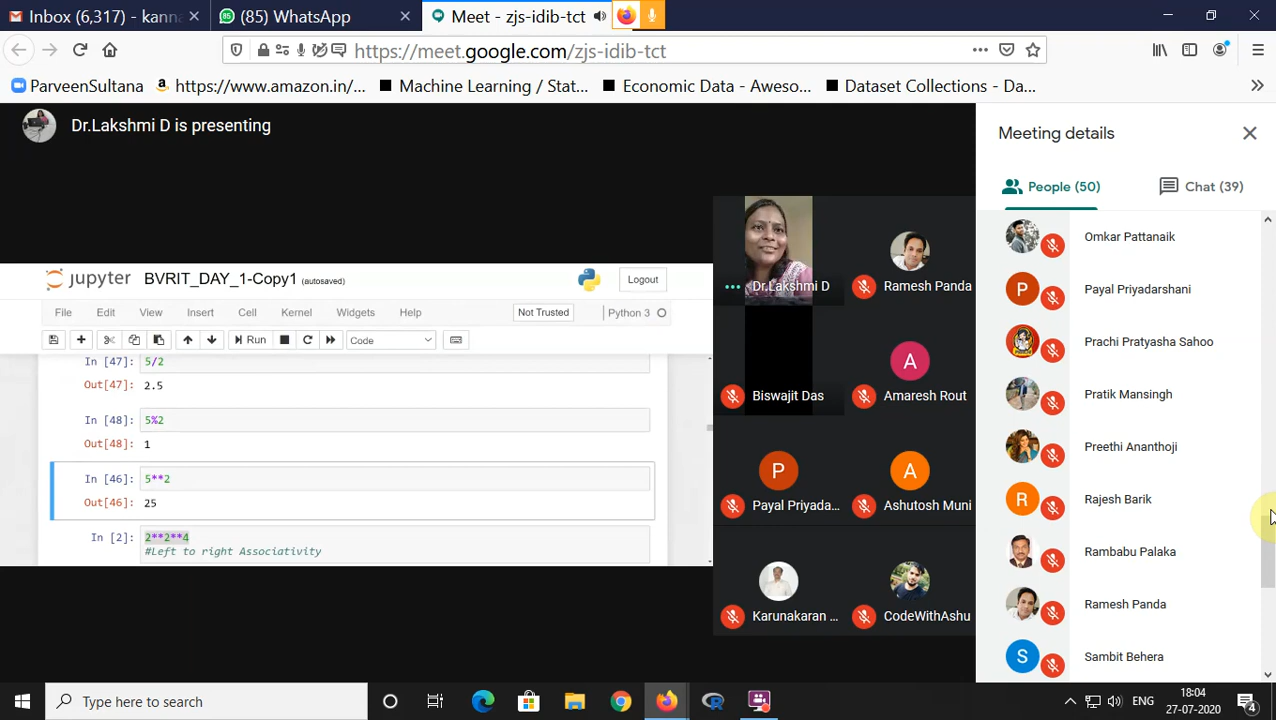 Inbox (6,317) - kanna
(85) WhatsApp
Meet - zjs-idib-tct
https://meet.google.com/zjs-idib-tct
ParveenSultana
https://www.amazon.in/...
Machine Learning / Stat...
Economic Data - Aweso...
Dataset Collections - Da...
Dr.Lakshmi D is presenting
Meeting details
People (50)
Chat (39)
jupyter BVRIT_DAY_1-Copy1 (autosaved)
Logout
File Edit View Insert Cell Kernel Widgets Help
Not Trusted
Python 3
Run
Code
In [47]: 5/2
Out[47]: 2.5
In [48]: 5%2
Out[48]: 1
In [46]: 5**2
Out[46]: 25
In [2]: 2**2**4
#Left to right Associativity
Dr.Lakshmi D
Ramesh Panda
Biswajit Das
A
Amaresh Rout
P
Payal Priyada...
A
Ashutosh Muni
Karunakaran ...
CodeWithAshu
Omkar Pattanaik
P
Payal Priyadarshani
Prachi Pratyasha Sahoo
Pratik Mansingh
Preethi Ananthoji
R
Rajesh Barik
Rambabu Palaka
Ramesh Panda
S
Sambit Behera
Type here to search
R
ENG
18:04
27-07-2020
4